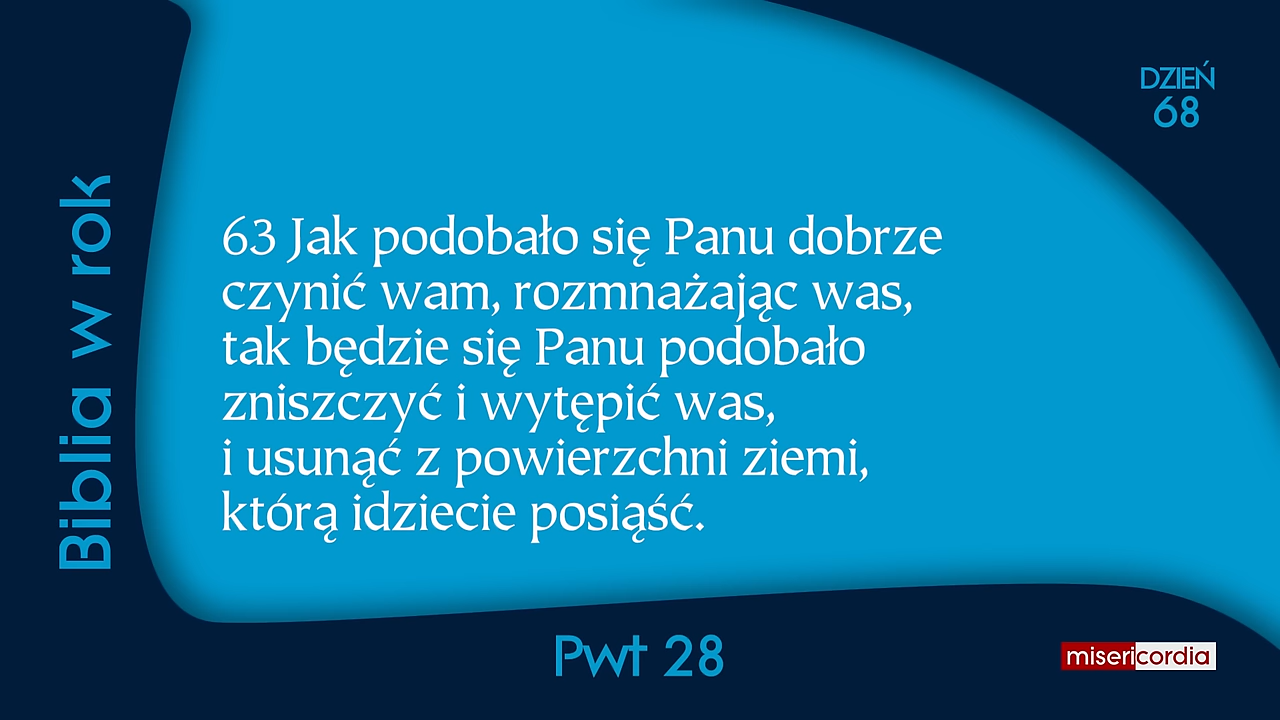 Biblia w rok
DZIEŃ
68
63 Jak podobało się Panu dobrze
czynić wam, rozmnażając was,
tak będzie się Panu podobało
zniszczyć i wytępić was,
i usunąć z powierzchni ziemi,
którą idziecie posiąść.
Pwt 28
misericordia